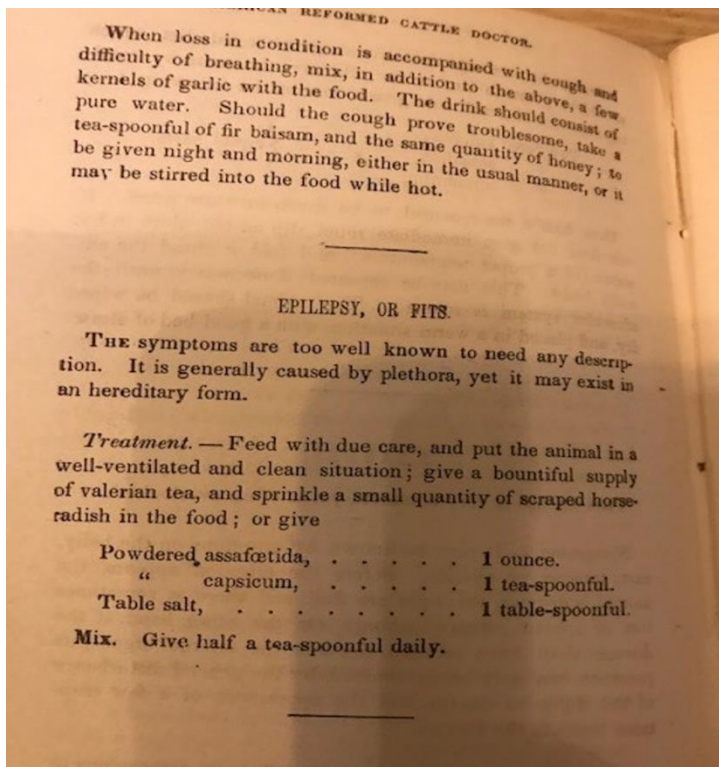 REFORMED CATTLE DOCTOR.
When loss in condition is accompanied with cough and
difficulty of breathing, mix, in addition to the above, a few
kernels of garlic with the food. The drink should consist of
pure water. Should the cough prove troublesome, take a
tea-spoonful of fir balsam, and the same quantity of honey; to
be given night and morning, either in the usual manner, or it
may be stirred into the food while hot.
EPILEPSY, OR FITS.
THE symptoms are too well known to need any descrip-
tion. It is generally caused by plethora, yet it may exist in
an hereditary form.
Treatment. — Feed with due care, and put the animal in a
well-ventilated and clean situation; give a bountiful supply
of valerian tea, and sprinkle a small quantity of scraped horse-
radish in the food; or give
Powdered assafœtida, . . . . . 1 ounce.
“ capsicum, . . . . . 1 tea-spoonful.
Table salt, . . . . . . . . 1 table-spoonful.
Mix. Give half a tea-spoonful daily.